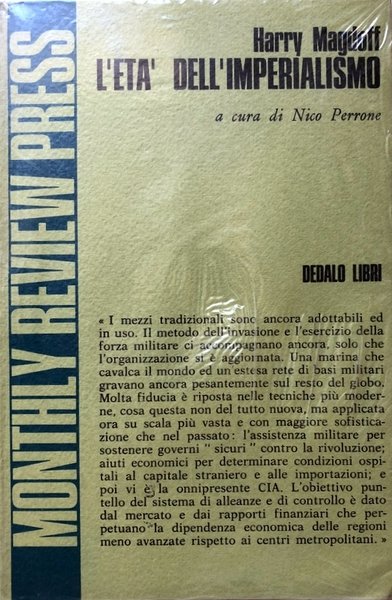 MONTHLY REVIEW PRESS
Harry Magdoff
L'ETA' DELL'IMPERIALISMO
a cura di Nico Perrone
DEDALO LIBRI
« I mezzi tradizionali sono ancora adottabili ed
in uso. Il metodo dell'invasione e l'esercizio della
forza militare ci accompagnano ancora, solo che
l'organizzazione si è aggiornata. Una marina che
cavalca il mondo ed un'estesa rete di basi militari
gravano ancora pesantemente sul resto del globo.
Molta fiducia è riposta nelle tecniche più moder-
ne, cosa questa non del tutto nuova, ma applicata
ora su scala più vasta e con maggiore sofistica-
zione che nel passato: l'assistenza militare per
sostenere governi "sicuri" contro la rivoluzione;
aiuti economici per determinare condizioni ospi-
tali al capitale straniero e alle importazioni; e
poi vi è la onnipresente CIA. L'obiettivo pun-
tello del sistema di alleanze e di controllo è dato
dal mercato e dai rapporti finanziari che per-
petuano la dipendenza economica delle regioni
meno avanzate rispetto ai centri metropolitani. »